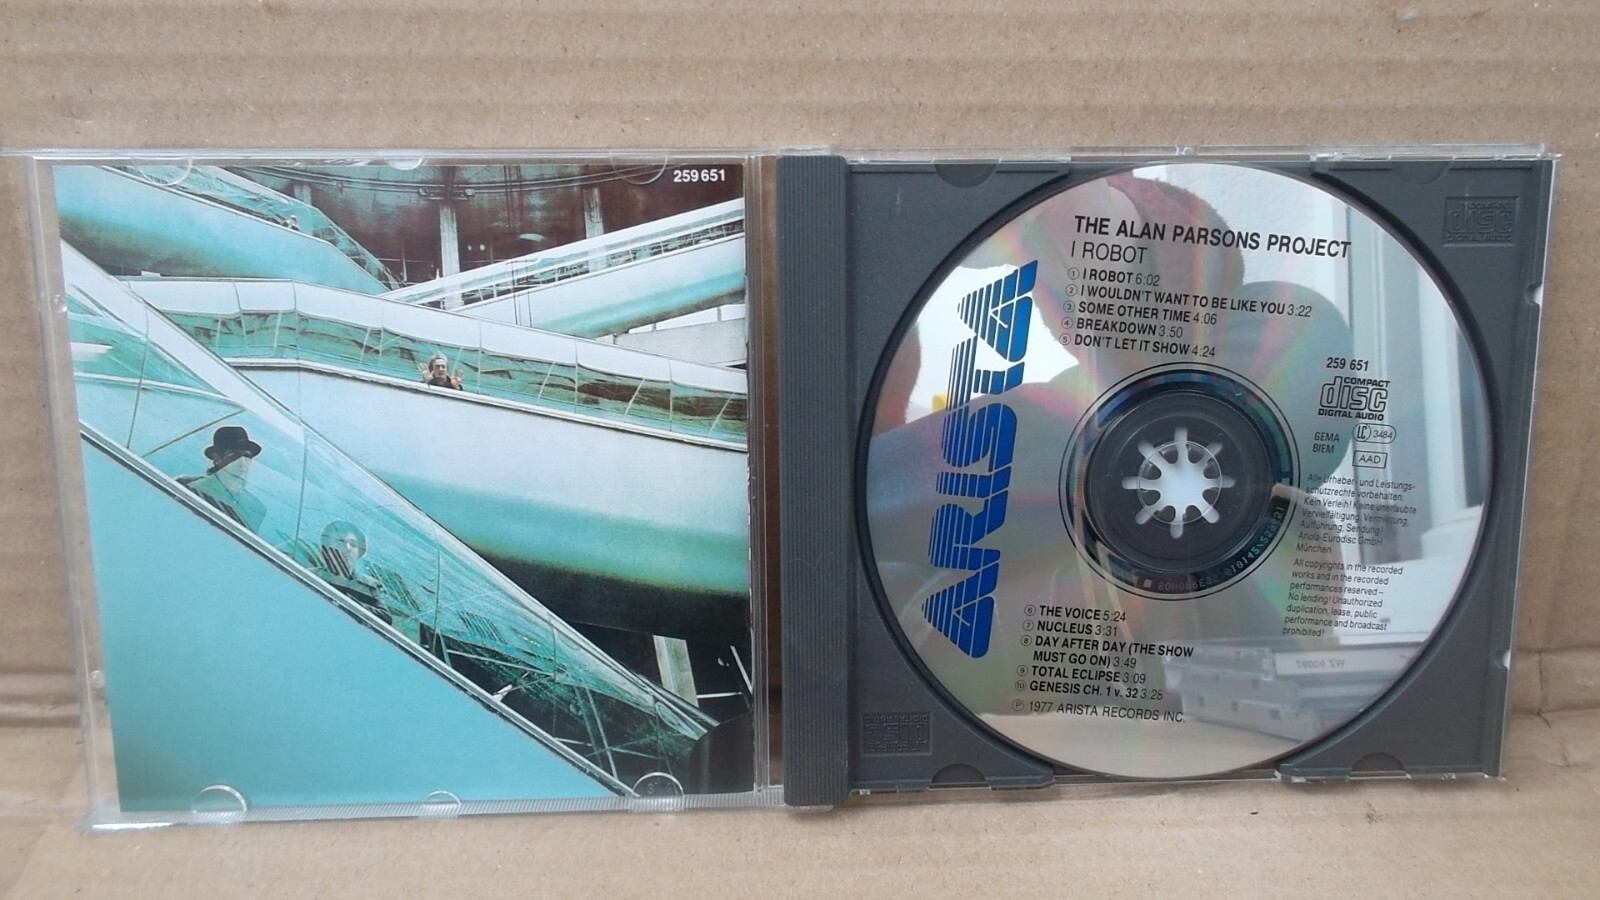 259 651
THE ALAN PARSONS PROJECT
I ROBOT
① I ROBOT 6:02
② I WOULDN'T WANT TO BE LIKE YOU 3:22
③ SOME OTHER TIME 4:06
④ BREAKDOWN 3:50
⑤ DON'T LET IT SHOW 4:24
ARISTA
259 651
COMPACT
disc
DIGITAL AUDIO
GEMA
BIEM
LC 3484
AAD
Alle Urheber- und Leistungs-
schutzrechte vorbehalten.
Kein Verleih! Keine unerlaubte
Vervielfältigung, Vermietung,
Aufführung, Sendung!
Ariola-Eurodisc GmbH
München.
All copyrights in the recorded
works and in the recorded
performances reserved –
No lending! Unauthorized
duplication, lease, public
performance and broadcast
prohibited!
⑥ THE VOICE 5:24
⑦ NUCLEUS 3:31
⑧ DAY AFTER DAY (THE SHOW
MUST GO ON) 3:49
⑨ TOTAL ECLIPSE 3:09
⑩ GENESIS CH. 1 v. 32 3:28
Ⓟ 1977 ARISTA RECORDS INC.
COMPACT
disc
DIGITAL AUDIO